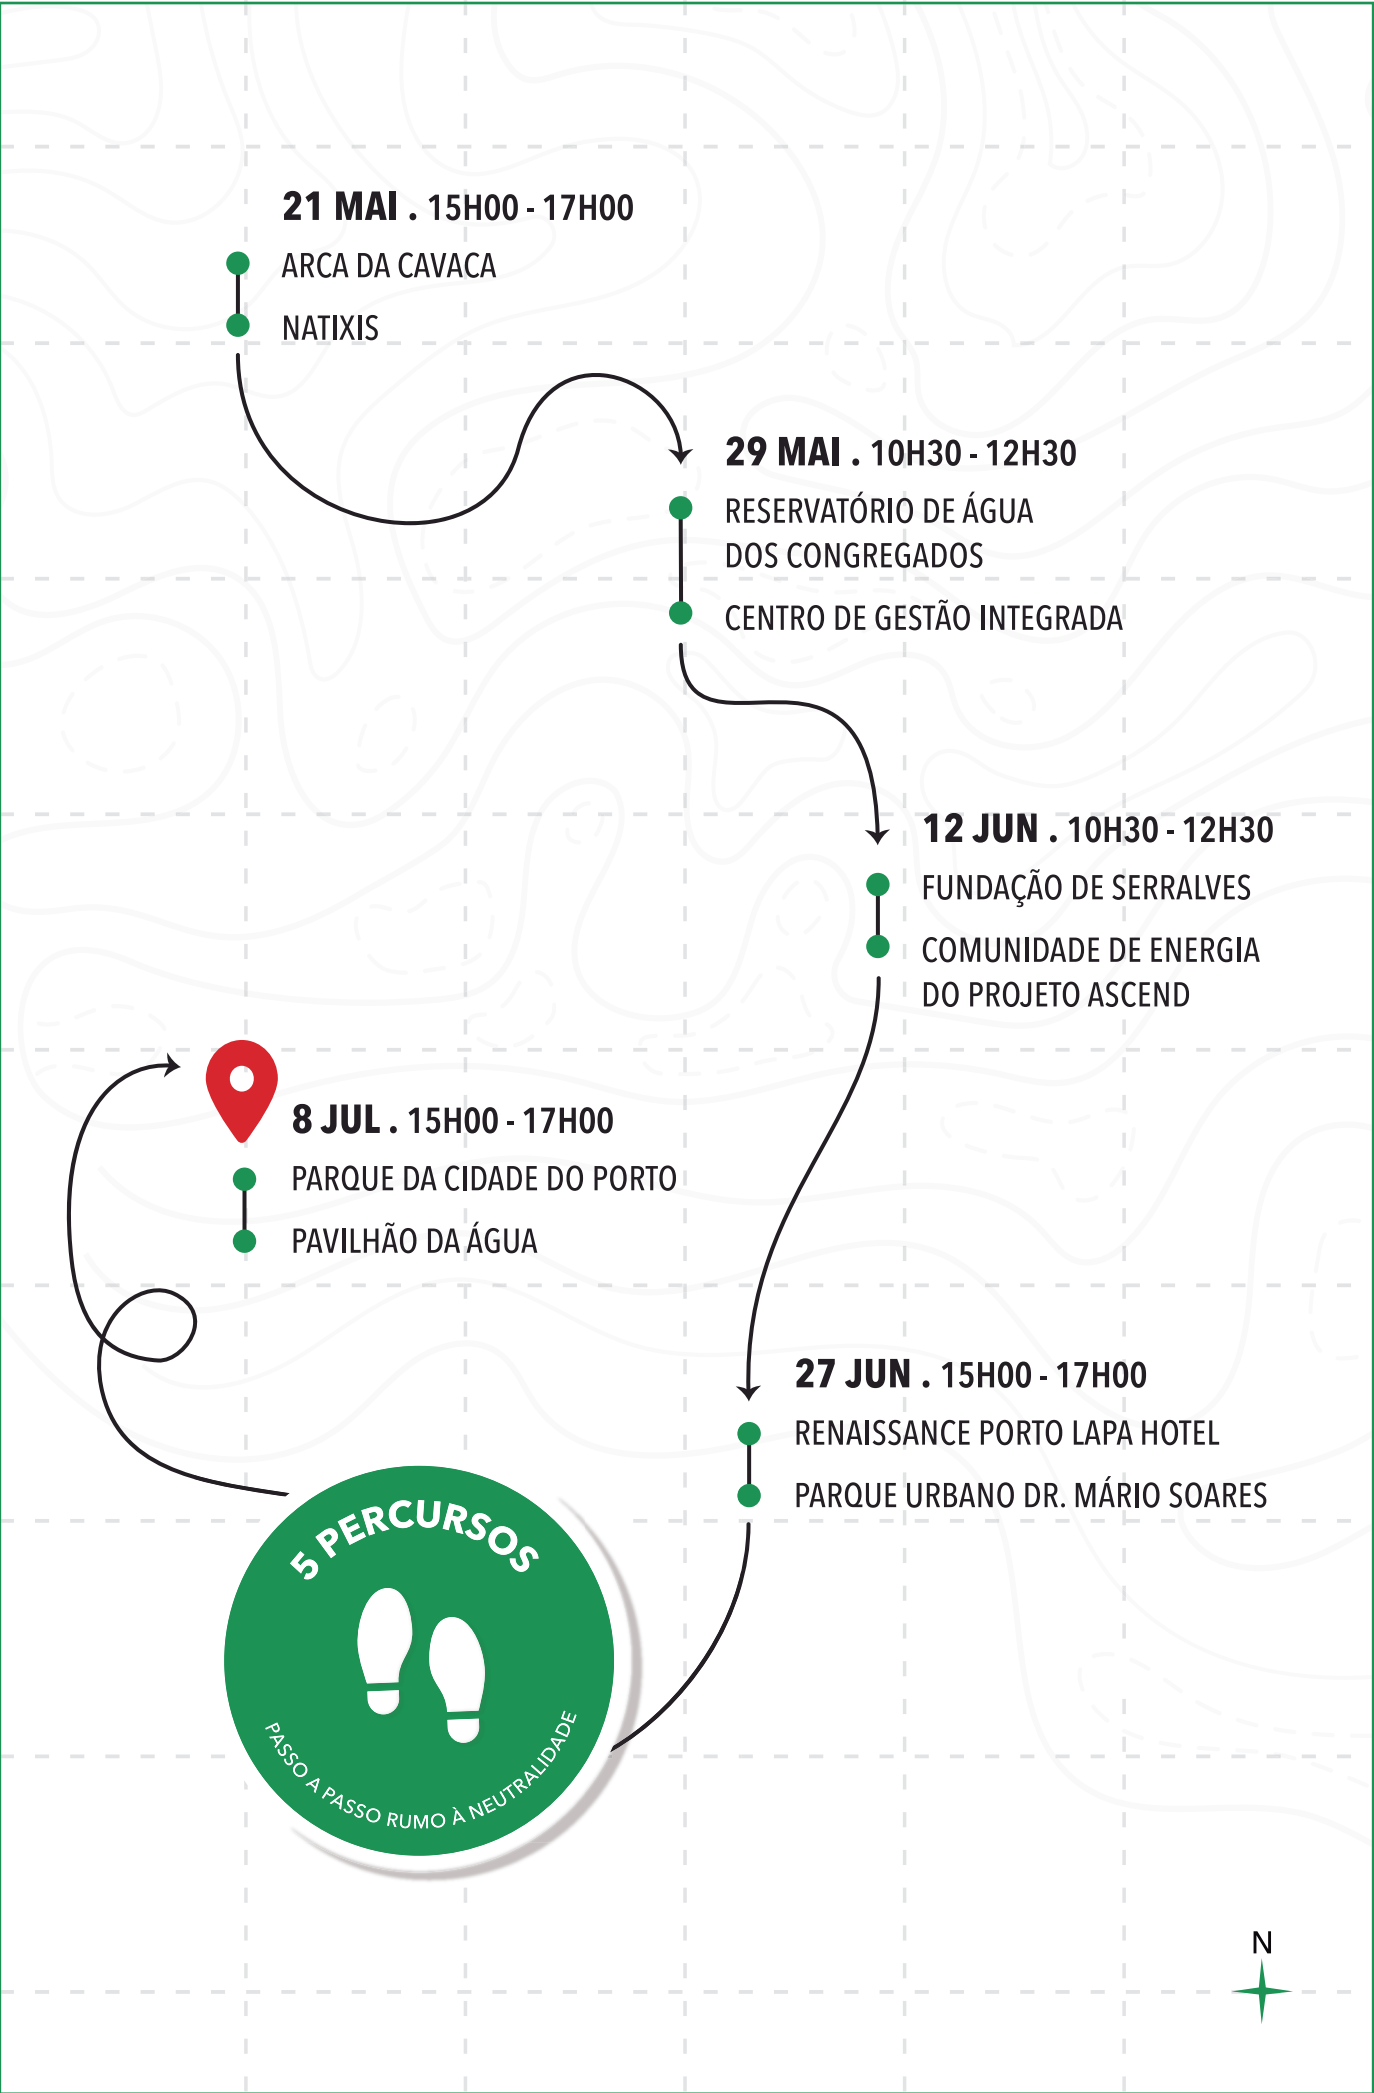 21 MAI . 15H00 - 17H00
ARCA DA CAVACA
NATIXIS
29 MAI . 10H30 - 12H30
RESERVATÓRIO DE ÁGUA
DOS CONGREGADOS
CENTRO DE GESTÃO INTEGRADA
12 JUN . 10H30 - 12H30
FUNDAÇÃO DE SERRALVES
COMUNIDADE DE ENERGIA
DO PROJETO ASCEND
27 JUN . 15H00 - 17H00
RENAISSANCE PORTO LAPA HOTEL
PARQUE URBANO DR. MÁRIO SOARES
8 JUL . 15H00 - 17H00
PARQUE DA CIDADE DO PORTO
PAVILHÃO DA ÁGUA
5 PERCURSOS
PASSO A PASSO RUMO À NEUTRALIDADE
N